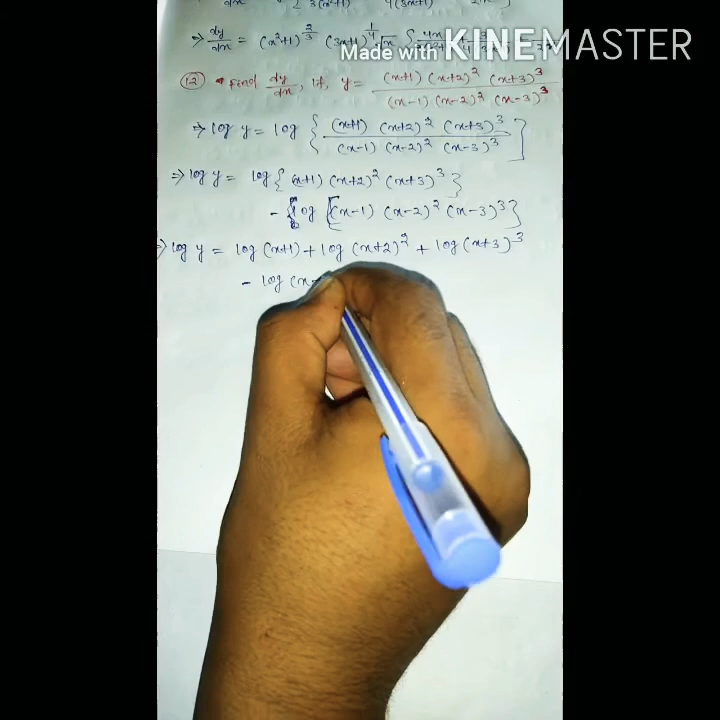 Made with KINEMASTER
⇒ dy/dx = (x²+1)^(2/3) (3x+1)^(1/4) √x {
(12) Find dy/dx, if, y = (x+1) (x+2)² (x+3)³ / (x-1) (x-2)² (x-3)³
⇒ log y = log { (x+1) (x+2)² (x+3)³ / (x-1) (x-2)² (x-3)³ }
⇒ log y = log { (x+1) (x+2)² (x+3)³ }
- { log [ (x-1) (x-2)² (x-3)³ }
⇒ log y = log (x+1) + log (x+2)² + log (x+3)³
- log (x-